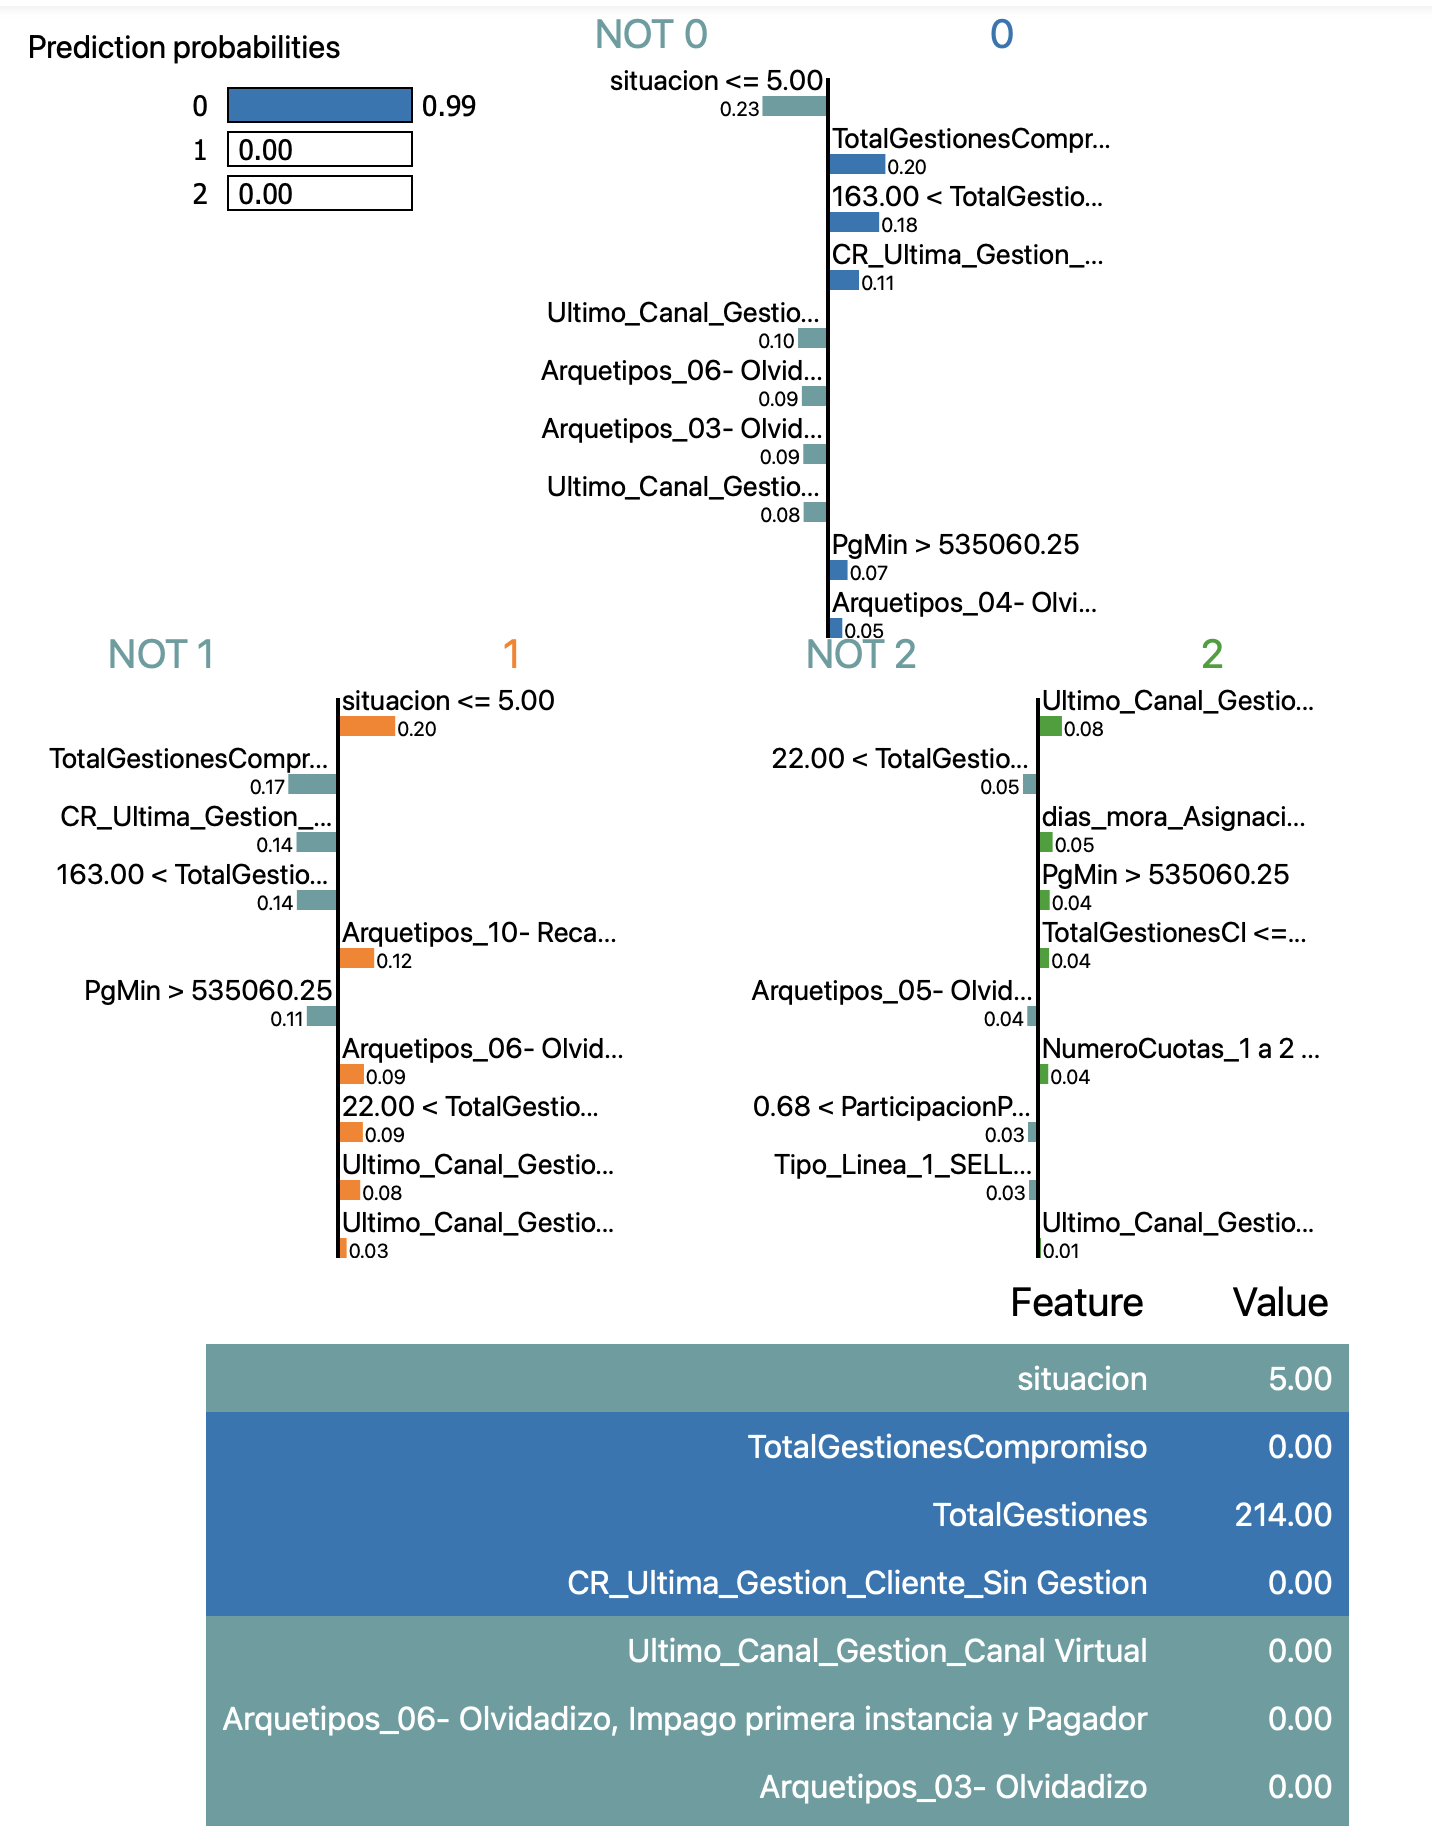 Prediction probabilities
0 0.99
1 0.00
2 0.00
NOT 0 0
situacion <= 5.00
0.23
TotalGestionesCompr...
0.20
163.00 < TotalGestio...
0.18
CR_Ultima_Gestion_...
0.11
Ultimo_Canal_Gestio...
0.10
Arquetipos_06- Olvid...
0.09
Arquetipos_03- Olvid...
0.09
Ultimo_Canal_Gestio...
0.08
PgMin > 535060.25
0.07
Arquetipos_04- Olvi...
0.05
NOT 1 1
situacion <= 5.00
0.20
TotalGestionesCompr...
0.17
CR_Ultima_Gestion_...
0.14
163.00 < TotalGestio...
0.14
Arquetipos_10- Reca...
0.12
PgMin > 535060.25
0.11
Arquetipos_06- Olvid...
0.09
22.00 < TotalGestio...
0.09
Ultimo_Canal_Gestio...
0.08
Ultimo_Canal_Gestio...
0.03
NOT 2 2
Ultimo_Canal_Gestio...
0.08
22.00 < TotalGestio...
0.05
dias_mora_Asignaci...
0.05
PgMin > 535060.25
0.04
TotalGestionesCI <=...
0.04
Arquetipos_05- Olvid...
0.04
NumeroCuotas_1 a 2 ...
0.04
0.68 < ParticipacionP...
0.03
Tipo_Linea_1_SELL...
0.03
Ultimo_Canal_Gestio...
0.01
Feature Value
situacion 5.00
TotalGestionesCompromiso 0.00
TotalGestiones 214.00
CR_Ultima_Gestion_Cliente_Sin Gestion 0.00
Ultimo_Canal_Gestion_Canal Virtual 0.00
Arquetipos_06- Olvidadizo, Impago primera instancia y Pagador 0.00
Arquetipos_03- Olvidadizo 0.00